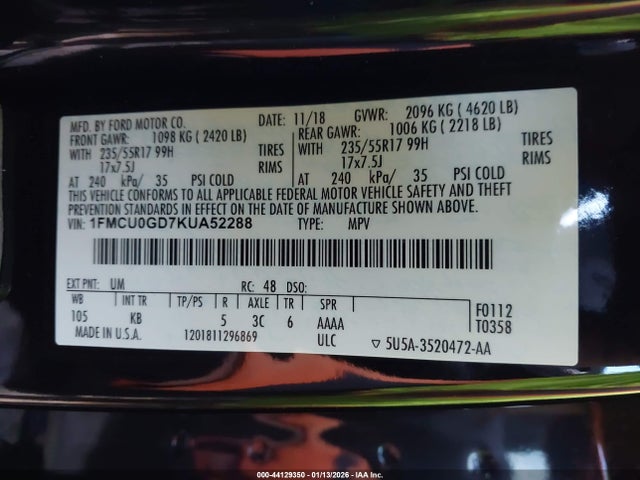 MFD. BY FORD MOTOR CO. DATE: 11/18 GVWR: 2096 KG ( 4620 LB)
FRONT GAWR: 1098 KG ( 2420 LB) REAR GAWR: 1006 KG ( 2218 LB)
WITH 235/55R17 99H TIRES WITH 235/55R17 99H TIRES
17x7.5J RIMS 17x7.5J RIMS
AT 240 kPa/ 35 PSI COLD AT 240 kPa/ 35 PSI COLD
THIS VEHICLE CONFORMS TO ALL APPLICABLE FEDERAL MOTOR VEHICLE SAFETY AND THEFT
PREVENTION STANDARDS IN EFFECT ON THE DATE OF MANUFACTURE SHOWN ABOVE.
VIN: 1FMCU0GD7KUA52288 TYPE: MPV
EXT PNT: UM RC: 48 DSO:
WB INT TR TP/PS R AXLE TR SPR F0112
105 KB 5 3C 6 AAAA T0358
MADE IN U.S.A. 1201811296869 ULC ▽ 5U5A-3520472-AA
000-44129350 | 01/13/2026 - IAA, Inc.